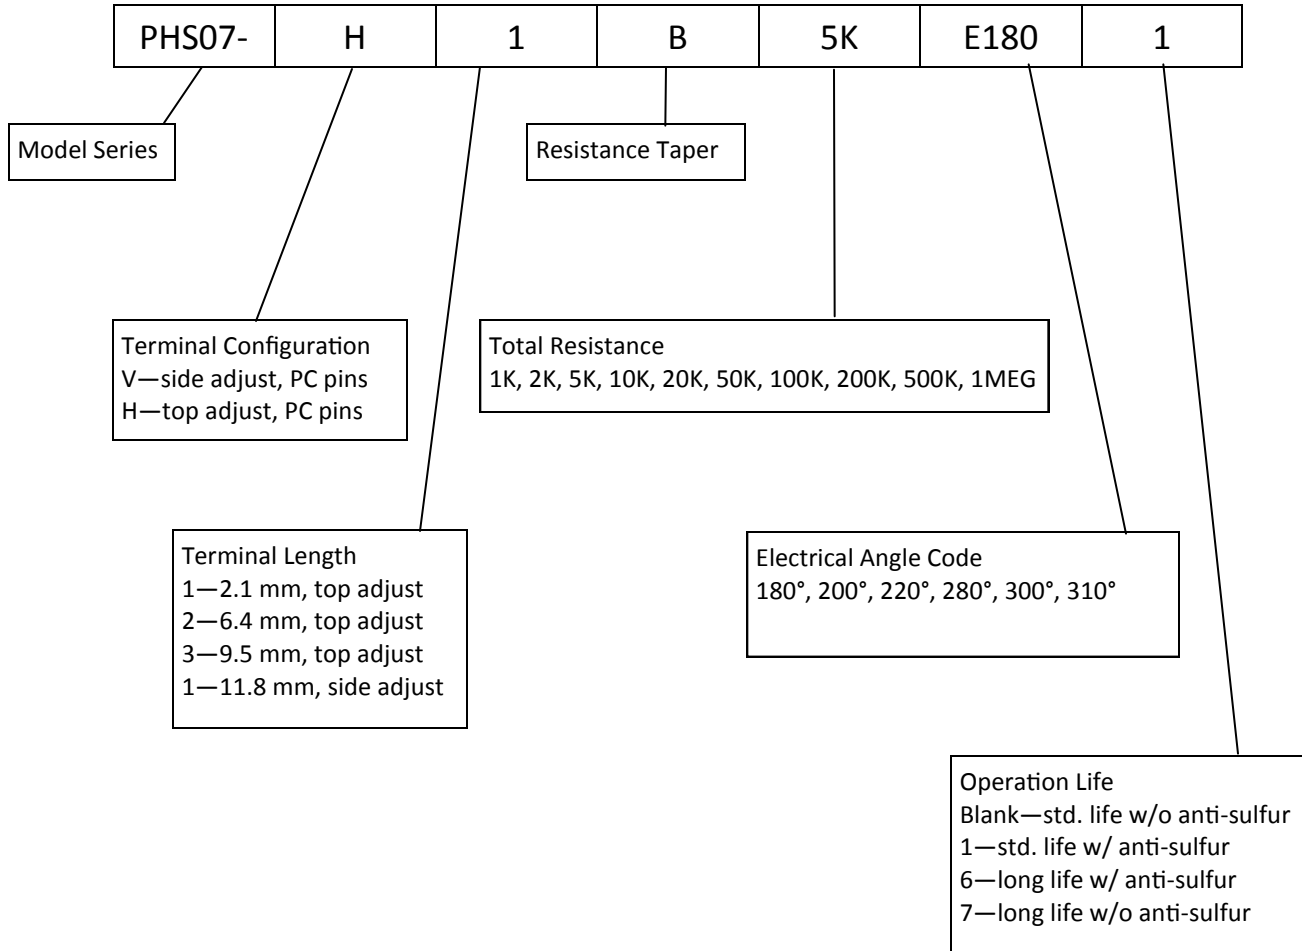 PHS07- H 1 B 5K E180 1
Model Series
Resistance Taper
Terminal Configuration
V—side adjust, PC pins
H—top adjust, PC pins
Total Resistance
1K, 2K, 5K, 10K, 20K, 50K, 100K, 200K, 500K, 1MEG
Terminal Length
1—2.1 mm, top adjust
2—6.4 mm, top adjust
3—9.5 mm, top adjust
1—11.8 mm, side adjust
Electrical Angle Code
180°, 200°, 220°, 280°, 300°, 310°
Operation Life
Blank—std. life w/o anti-sulfur
1—std. life w/ anti-sulfur
6—long life w/ anti-sulfur
7—long life w/o anti-sulfur